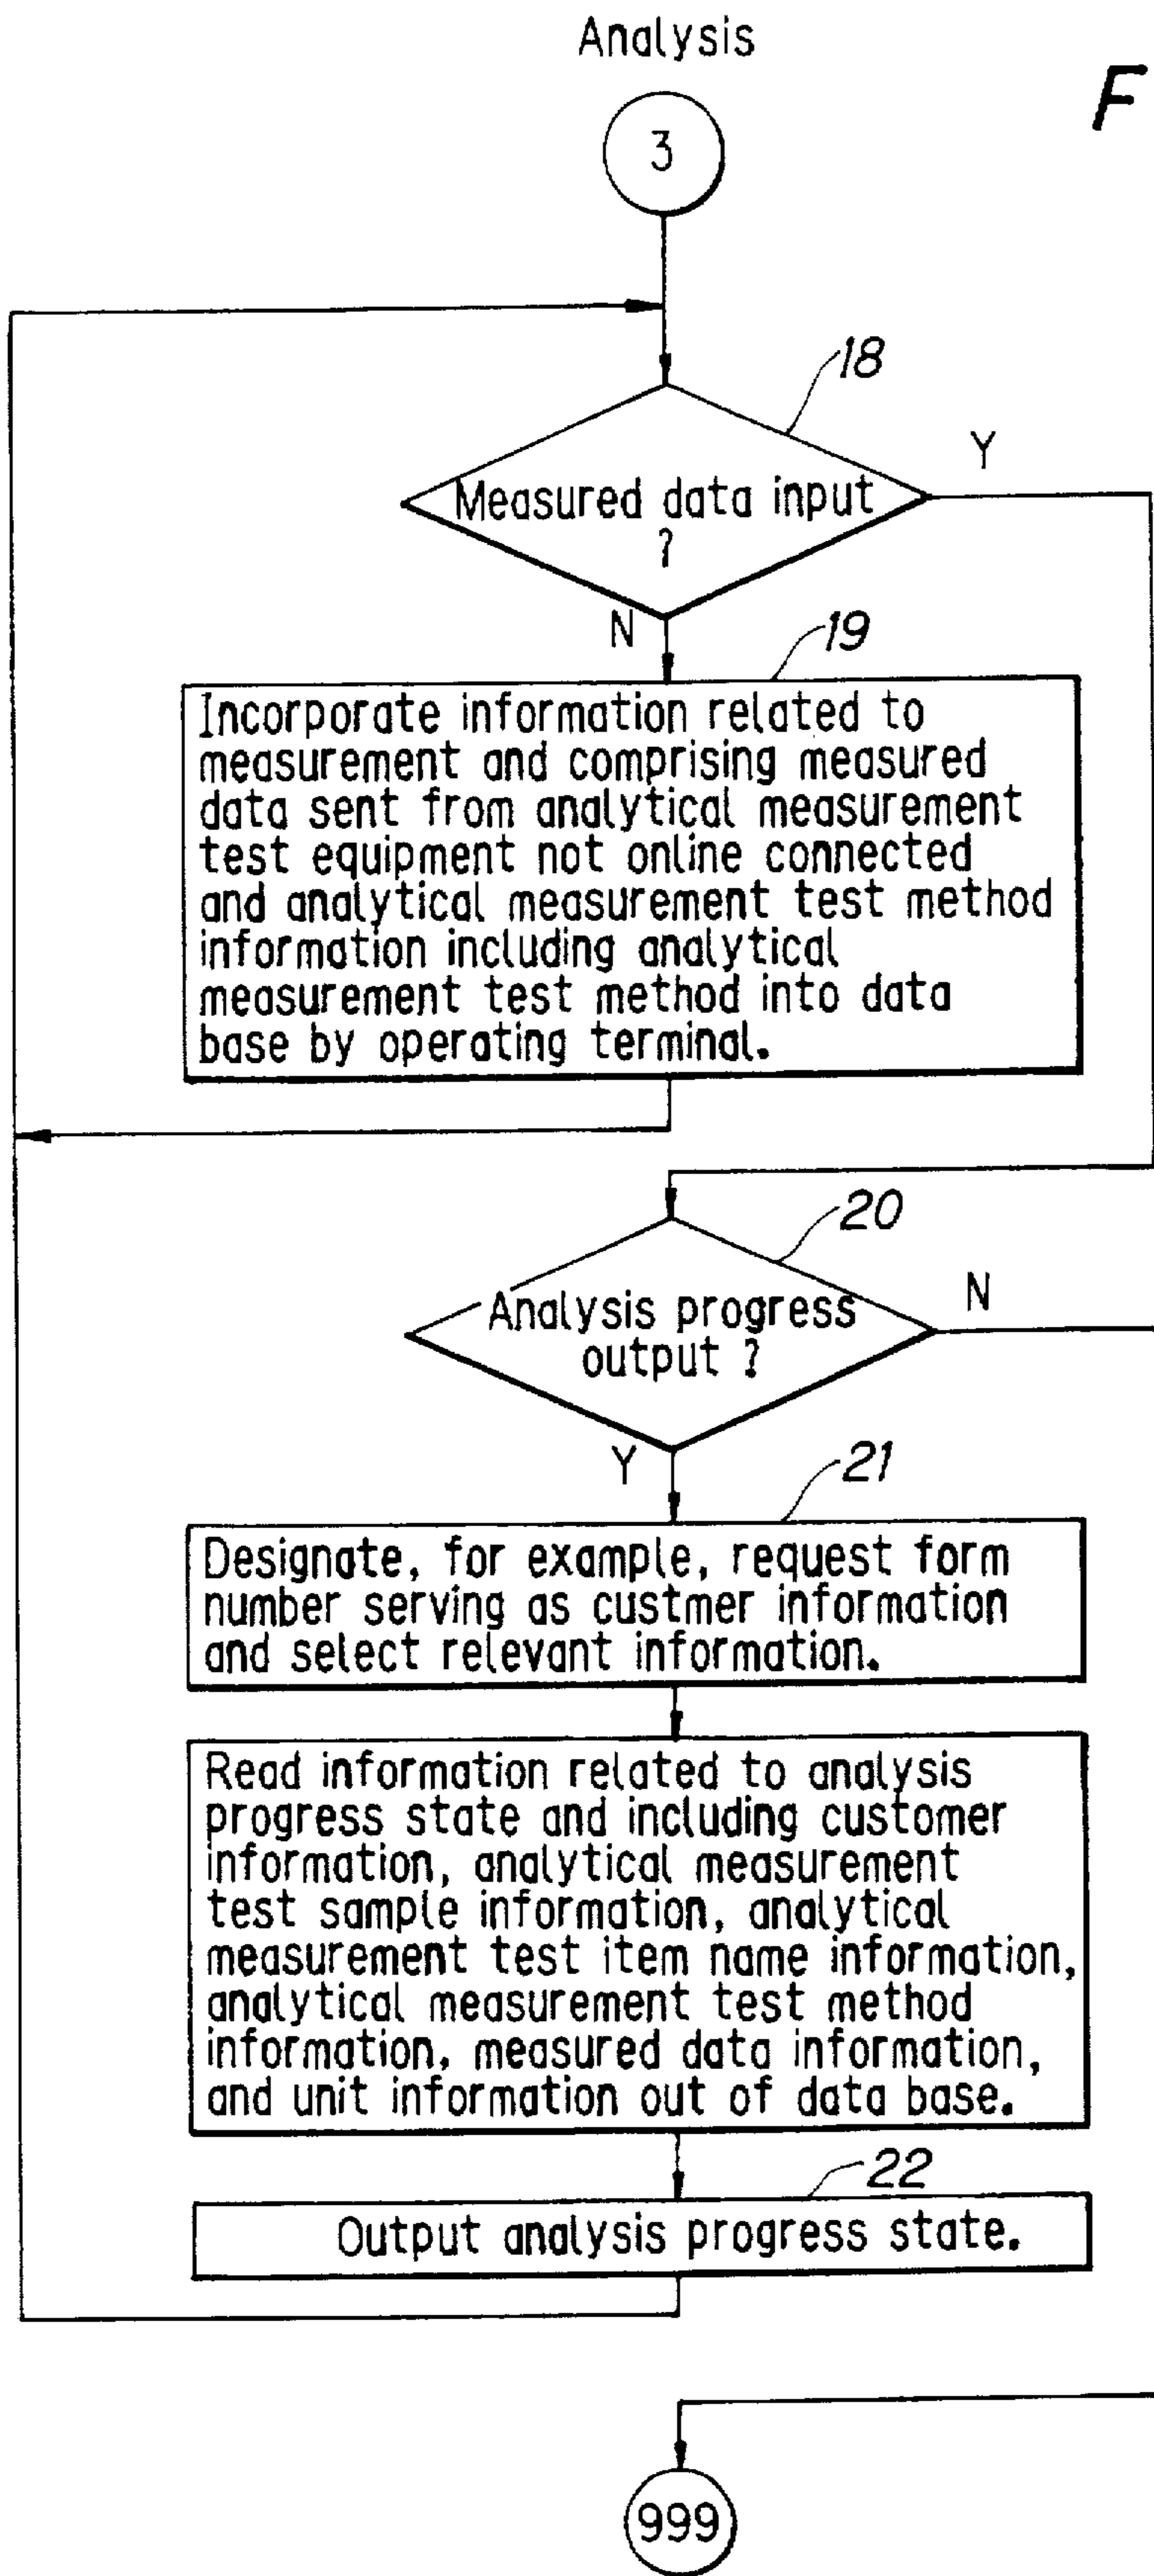 Analysis
F
3
18
Y
Measured data input
?
N
19
Incorporate information related to
measurement and comprising measured
data sent from analytical measurement
test equipment not online connected
and analytical measurement test method
information including analytical
measurement test method into data
base by operating terminal.
20
N
Analysis progress
output ?
Y
21
Designate, for example, request form
number serving as custmer information
and select relevant information.
Read information related to analysis
progress state and including customer
information, analytical measurement
test sample information, analytical
measurement test item name information,
analytical measurement test method
information, measured data information,
and unit information out of data base.
22
Output analysis progress state.
999